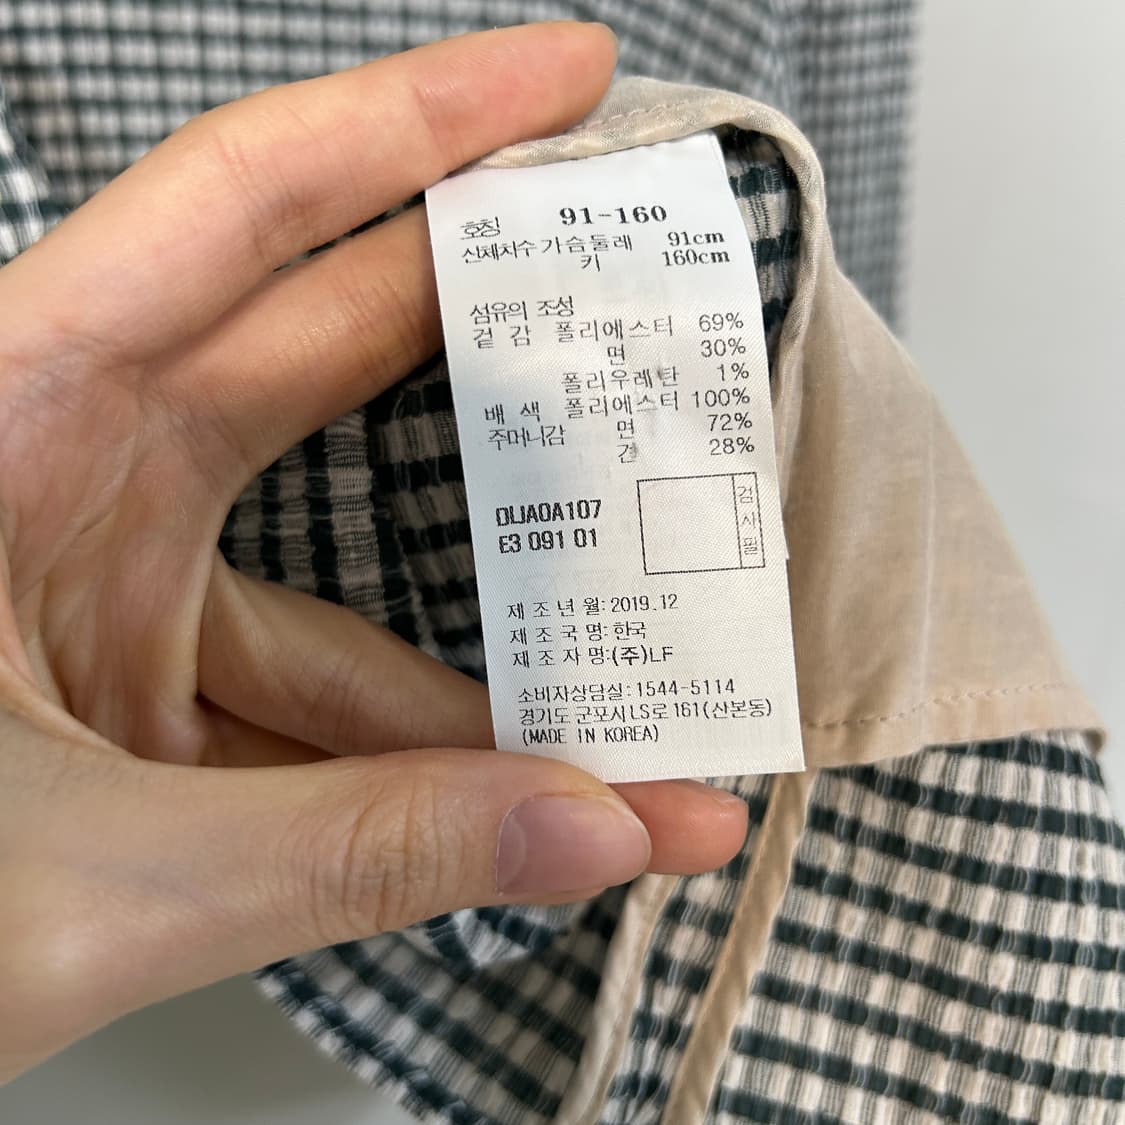 호칭 91-160
신체치수 가슴둘레 91cm
키 160cm
섬유의 조성
겉 감 폴리에스터 69%
면 30%
폴리우레탄 1%
배 색 폴리에스터 100%
주머니감 면 72%
견 28%
DLJA0A107
E3 091 01
검사필
제 조 년 월: 2019.12
제 조 국 명: 한국
제 조 자 명:(주)LF
소비자상담실: 1544-5114
경기도 군포시 LS로 161(산본동)
(MADE IN KOREA)